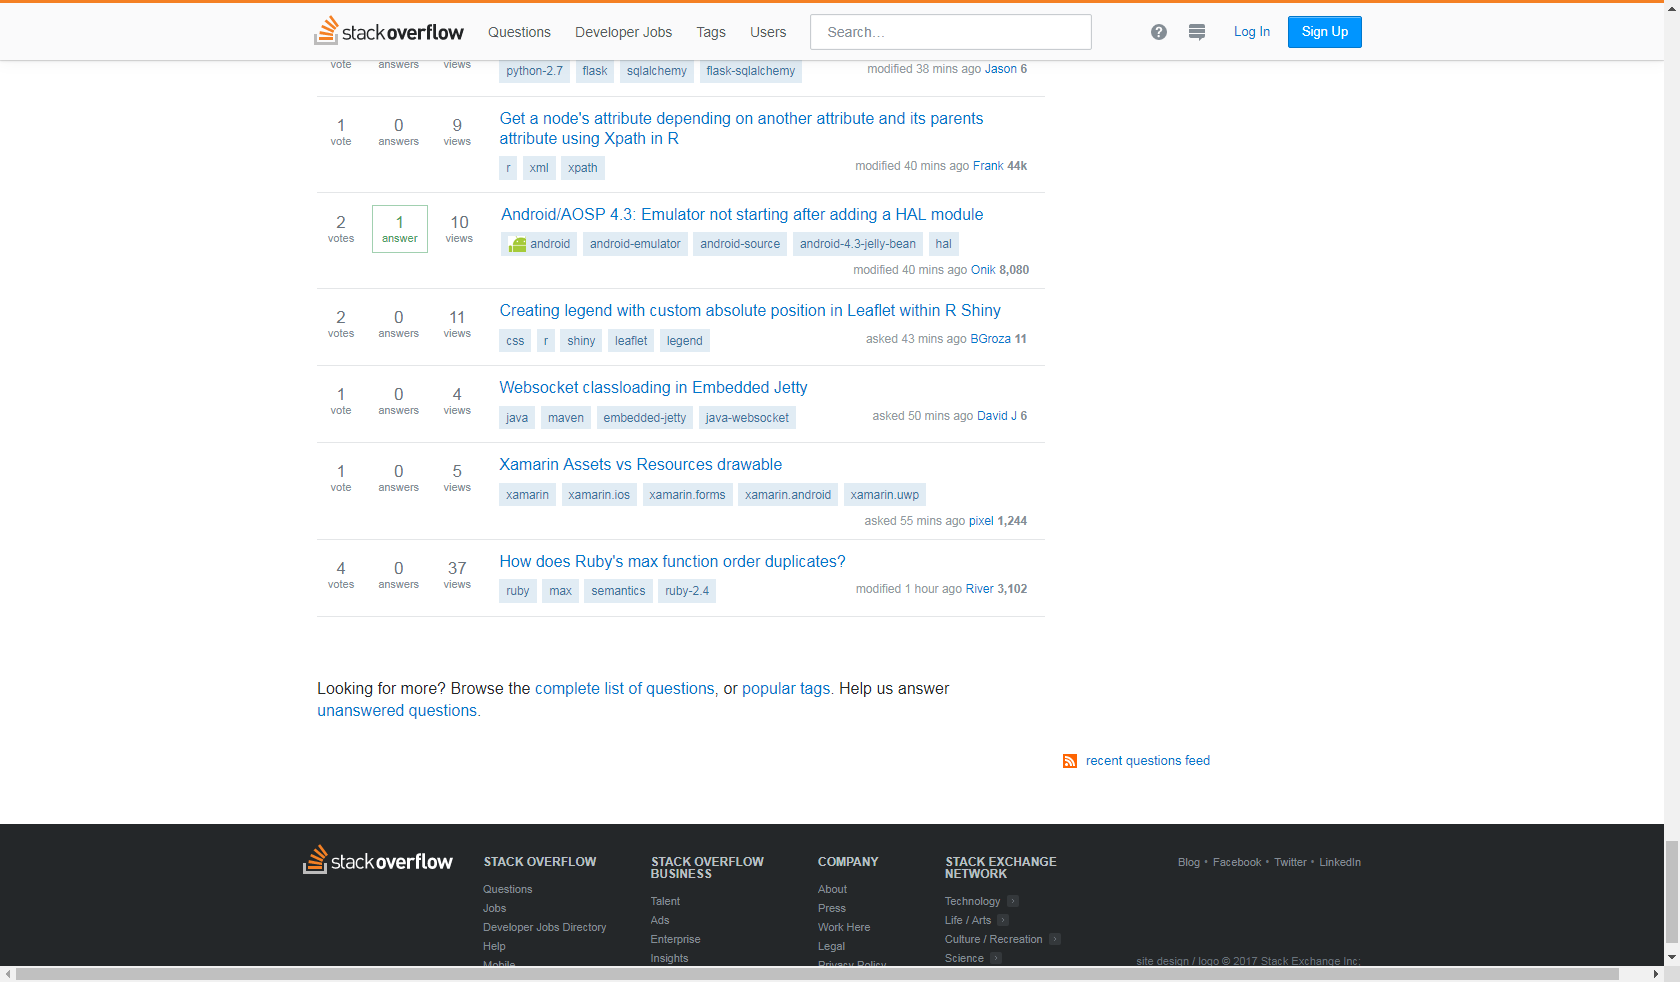 stackoverflow Questions Developer Jobs Tags Users Search... ? Log In Sign Up
vote answers views
python-2.7 flask sqlalchemy flask-sqlalchemy modified 38 mins ago Jason 6
1 vote 0 answers 9 views
Get a node's attribute depending on another attribute and its parents
attribute using Xpath in R
r xml xpath modified 40 mins ago Frank 44k
2 votes 1 answer 10 views
Android/AOSP 4.3: Emulator not starting after adding a HAL module
android android-emulator android-source android-4.3-jelly-bean hal
modified 40 mins ago Onik 8,080
2 votes 0 answers 11 views
Creating legend with custom absolute position in Leaflet within R Shiny
css r shiny leaflet legend asked 43 mins ago BGroza 11
1 vote 0 answers 4 views
Websocket classloading in Embedded Jetty
java maven embedded-jetty java-websocket asked 50 mins ago David J 6
1 vote 0 answers 5 views
Xamarin Assets vs Resources drawable
xamarin xamarin.ios xamarin.forms xamarin.android xamarin.uwp
asked 55 mins ago pixel 1,244
4 votes 0 answers 37 views
How does Ruby's max function order duplicates?
ruby max semantics ruby-2.4 modified 1 hour ago River 3,102
Looking for more? Browse the complete list of questions, or popular tags. Help us answer
unanswered questions.
recent questions feed
stackoverflow
STACK OVERFLOW
Questions
Jobs
Developer Jobs Directory
Help
Mobile
STACK OVERFLOW
BUSINESS
Talent
Ads
Enterprise
Insights
COMPANY
About
Press
Work Here
Legal
Privacy Policy
STACK EXCHANGE
NETWORK
Technology
Life / Arts
Culture / Recreation
Science
Blog • Facebook • Twitter • LinkedIn
site design / logo © 2017 Stack Exchange Inc;